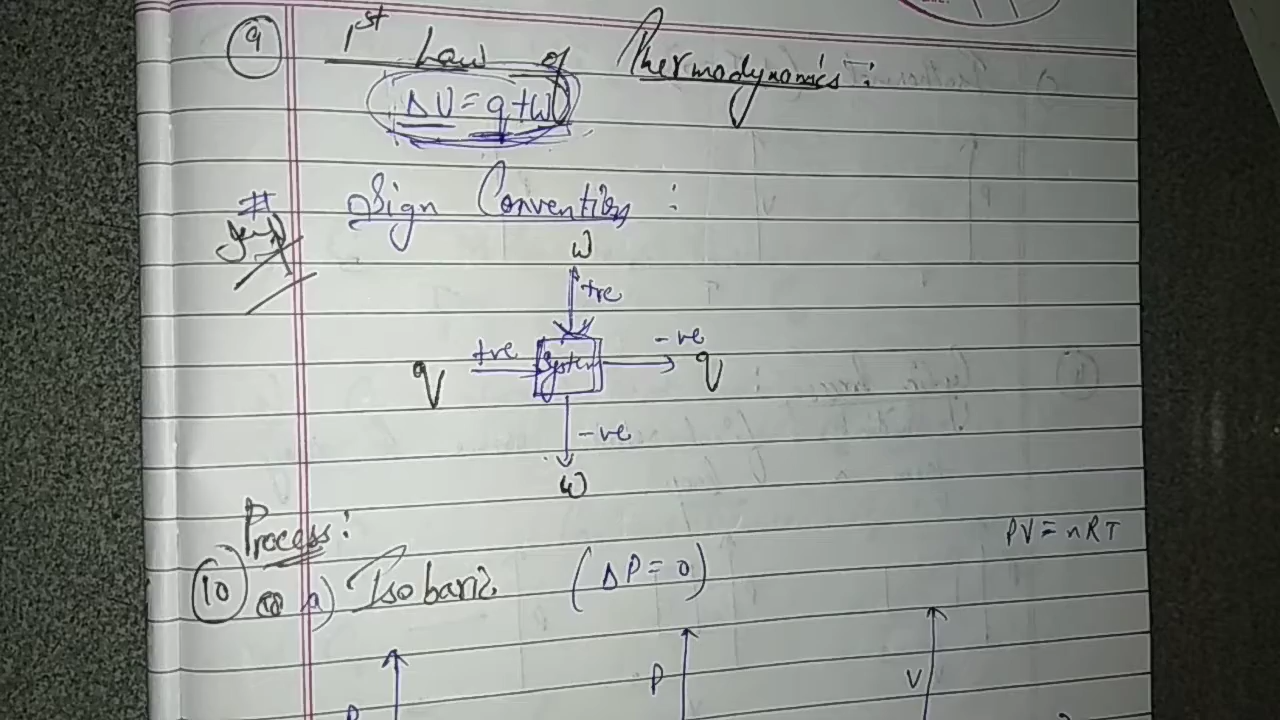 9 1st Law of Thermodynamics :
ΔU = q + w
# Sign Convention :
w
+ve
q +ve System -ve q
-ve
w
Process :
PV = nRT
10 a) Isobaric (ΔP = 0)
P
P
V